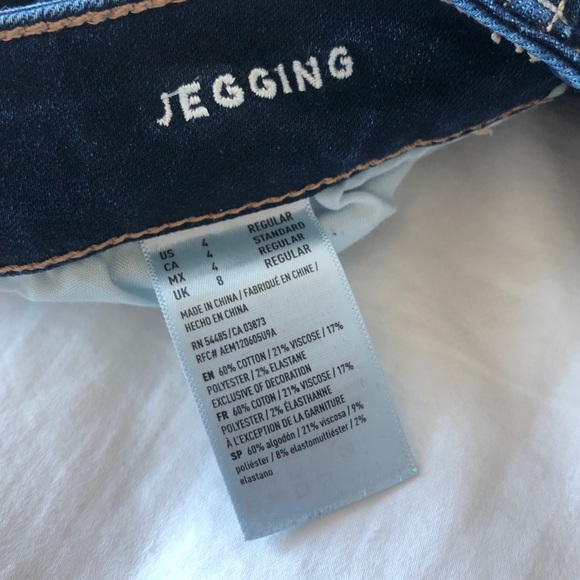 JEGGING
US 4 REGULAR
CA 4 STANDARD
MX 4 REGULAR
UK 8 REGULAR
MADE IN CHINA / FABRIQUÉ EN CHINE /
HECHO EN CHINA
RN 54485 / CA 03873
RFC# AEM120605U9A
EN 60% COTTON / 21% VISCOSE / 17%
POLYESTER / 2% ELASTANE
EXCLUSIVE OF DECORATION
FR 60% COTON / 21% VISCOSE / 17%
POLYESTER / 2% ÉLASTHANNE
À L'EXCEPTION DE LA GARNITURE
SP 60% algodón / 21% viscosa / 9%
poliéster / 8% elastomultiéster / 2%
elastano